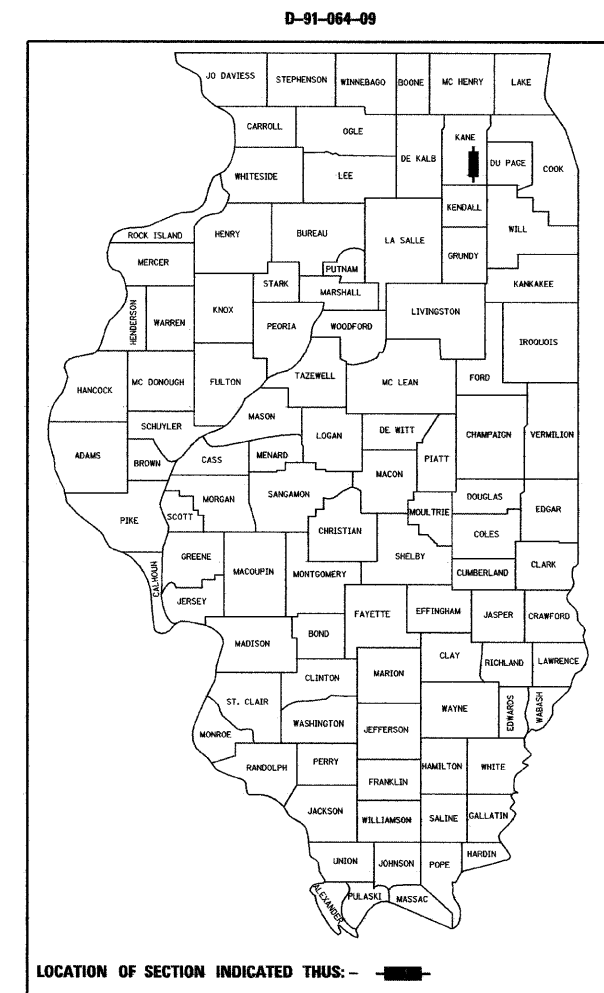 D-91-064-09
JO DAVIESS
STEPHENSON
WINNEBAGO
BOONE
MC HENRY
LAKE
CARROLL
OGLE
KANE
DE KALB
DU PAGE
COOK
WHITESIDE
LEE
KENDALL
ROCK ISLAND
HENRY
BUREAU
LA SALLE
WILL
MERCER
PUTNAM
GRUNDY
STARK
MARSHALL
KANKAKEE
HENDERSON
WARREN
KNOX
PEORIA
WOODFORD
LIVINGSTON
IROQUOIS
HANCOCK
MC DONOUGH
FULTON
TAZEWELL
MC LEAN
FORD
MASON
SCHUYLER
LOGAN
DE WITT
CHAMPAIGN
VERMILION
ADAMS
BROWN
CASS
MENARD
MACON
PIATT
PIKE
SCOTT
MORGAN
SANGAMON
CHRISTIAN
MOULTRIE
DOUGLAS
EDGAR
COLES
CALHOUN
GREENE
MACOUPIN
MONTGOMERY
SHELBY
CUMBERLAND
CLARK
JERSEY
FAYETTE
EFFINGHAM
JASPER
CRAWFORD
MADISON
BOND
CLAY
RICHLAND
LAWRENCE
CLINTON
MARION
ST. CLAIR
WAYNE
EDWARDS
WABASH
WASHINGTON
JEFFERSON
MONROE
RANDOLPH
PERRY
HAMILTON
WHITE
FRANKLIN
JACKSON
WILLIAMSON
SALINE
GALLATIN
UNION
JOHNSON
POPE
HARDIN
ALEXANDER
PULASKI
MASSAC
LOCATION OF SECTION INDICATED THUS: -